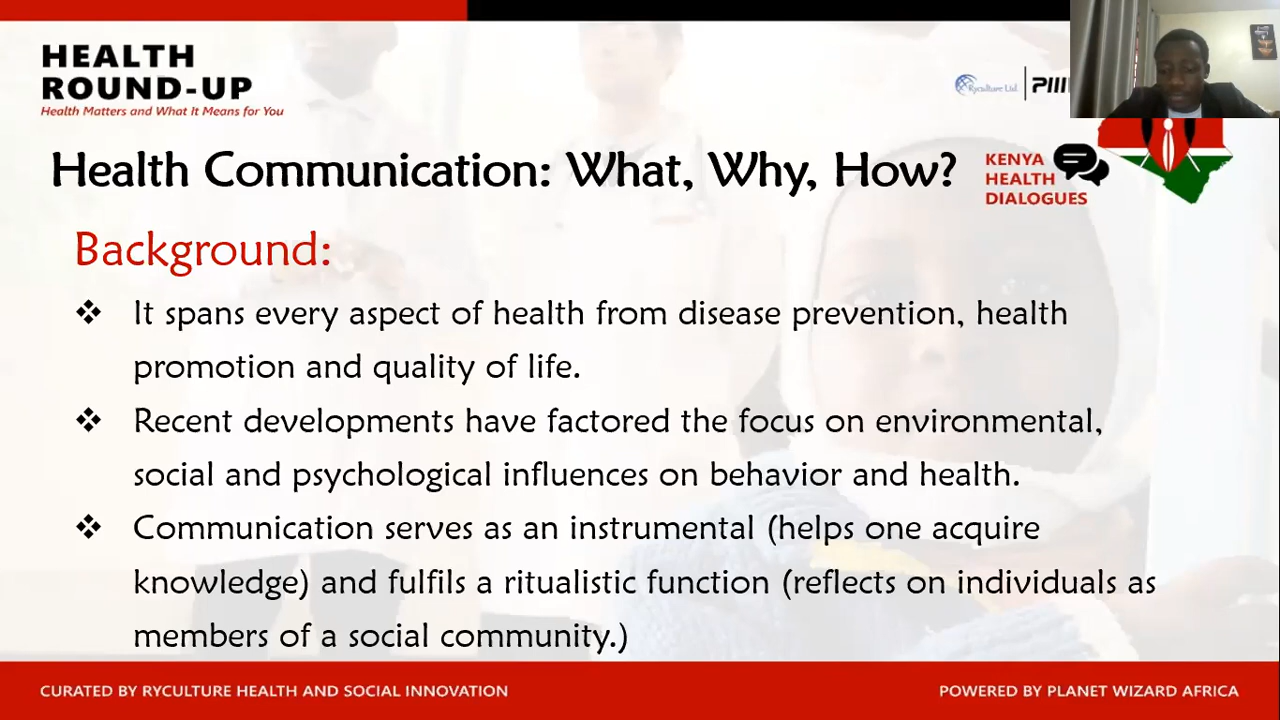 HEALTH
ROUND-UP
Health Matters and What It Means for You
Ryculture Ltd.
Health Communication: What, Why, How?
KENYA
HEALTH
DIALOGUES
Background:
❖ It spans every aspect of health from disease prevention, health
promotion and quality of life.
❖ Recent developments have factored the focus on environmental,
social and psychological influences on behavior and health.
❖ Communication serves as an instrumental (helps one acquire
knowledge) and fulfils a ritualistic function (reflects on individuals as
members of a social community.)
CURATED BY RYCULTURE HEALTH AND SOCIAL INNOVATION
POWERED BY PLANET WIZARD AFRICA